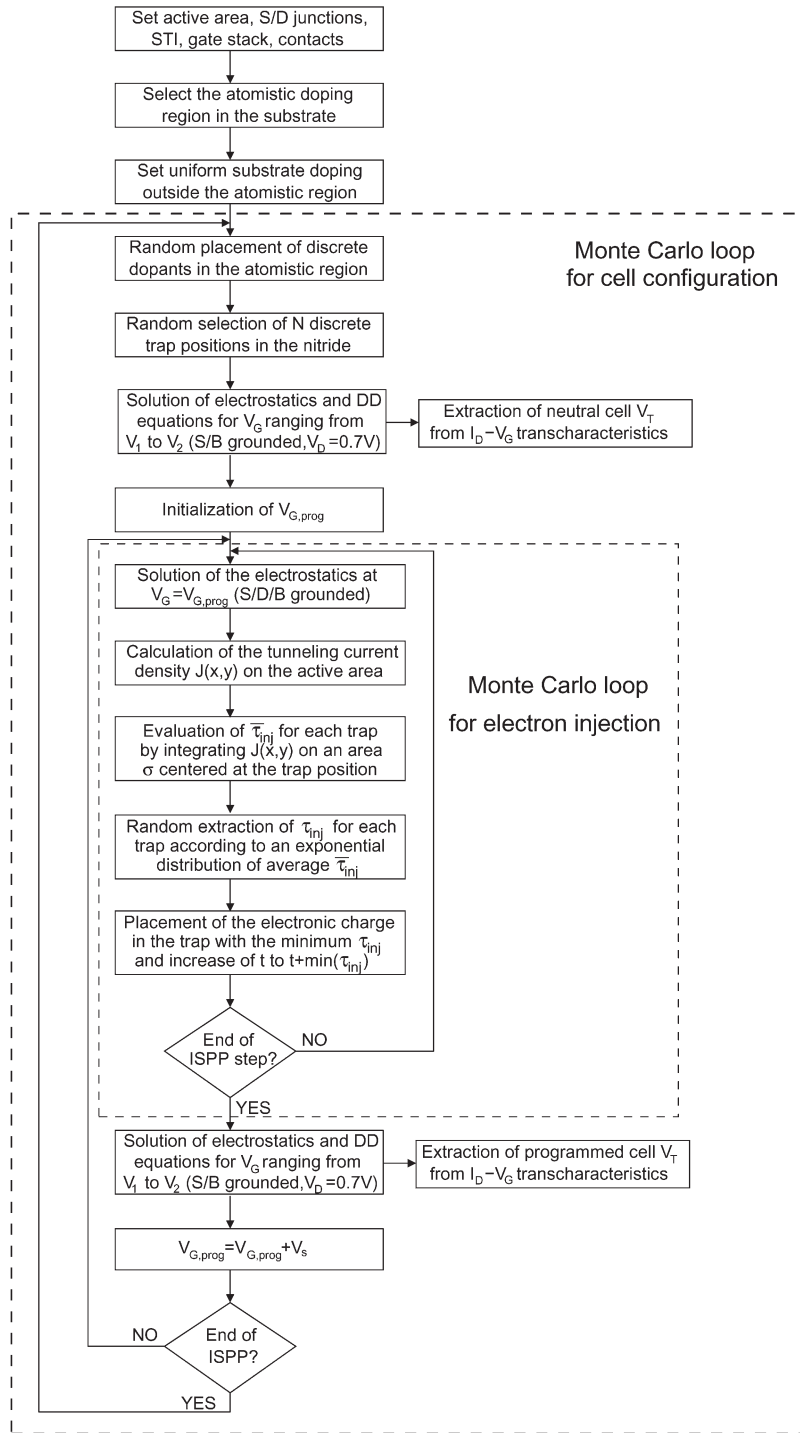 Set active area, S/D junctions,
STI, gate stack, contacts
Select the atomistic doping
region in the substrate
Set uniform substrate doping
outside the atomistic region
Monte Carlo loop
for cell configuration
Random placement of discrete
dopants in the atomistic region
Random selection of N discrete
trap positions in the nitride
Solution of electrostatics and DD
equations for V_G ranging from
V_1 to V_2 (S/B grounded,V_D=0.7V)
Extraction of neutral cell V_T
from I_D−V_G transcharacteristics
Initialization of V_G,prog
Solution of the electrostatics at
V_G=V_G,prog (S/D/B grounded)
Calculation of the tunneling current
density J(x,y) on the active area
Monte Carlo loop
for electron injection
Evaluation of τ̅_inj for each trap
by integrating J(x,y) on an area
σ centered at the trap position
Random extraction of τ_inj for each
trap according to an exponential
distribution of average τ̅_inj
Placement of the electronic charge
in the trap with the minimum τ_inj
and increase of t to t+min(τ_inj)
End of
ISPP step?
NO
YES
Solution of electrostatics and DD
equations for V_G ranging from
V_1 to V_2 (S/B grounded,V_D=0.7V)
Extraction of programmed cell V_T
from I_D−V_G transcharacteristics
V_G,prog=V_G,prog+V_s
End of
ISPP?
NO
YES